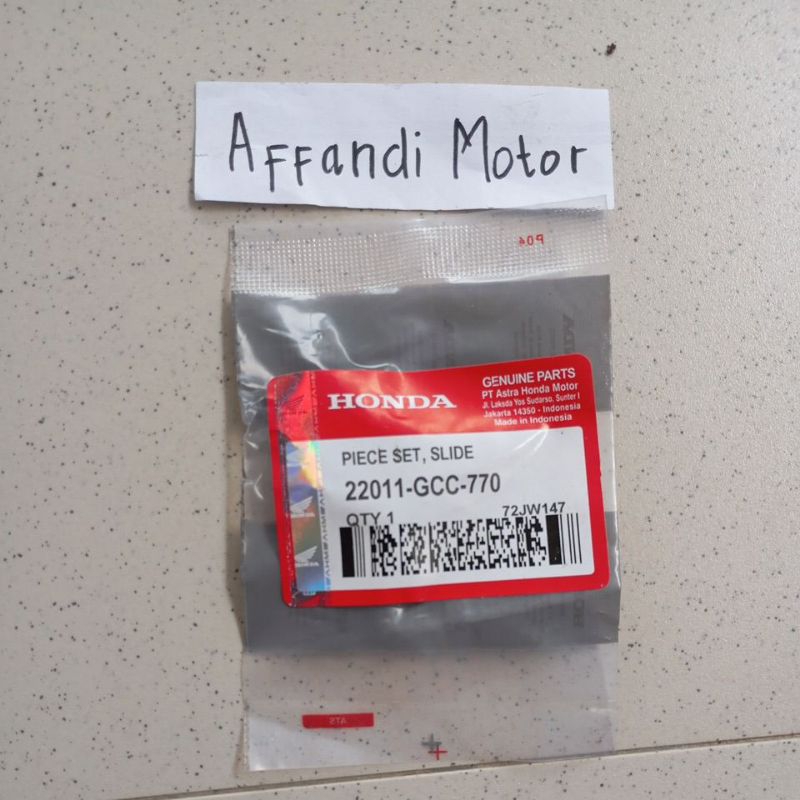 Affandi Motor
P04
HONDA
GENUINE PARTS
PT Astra Honda Motor
Jl. Laksda Yos Sudarso, Sunter I
Jakarta 14350 - Indonesia
Made in Indonesia
PIECE SET, SLIDE
22011-GCC-770
QTY 1
72JW147
ATS